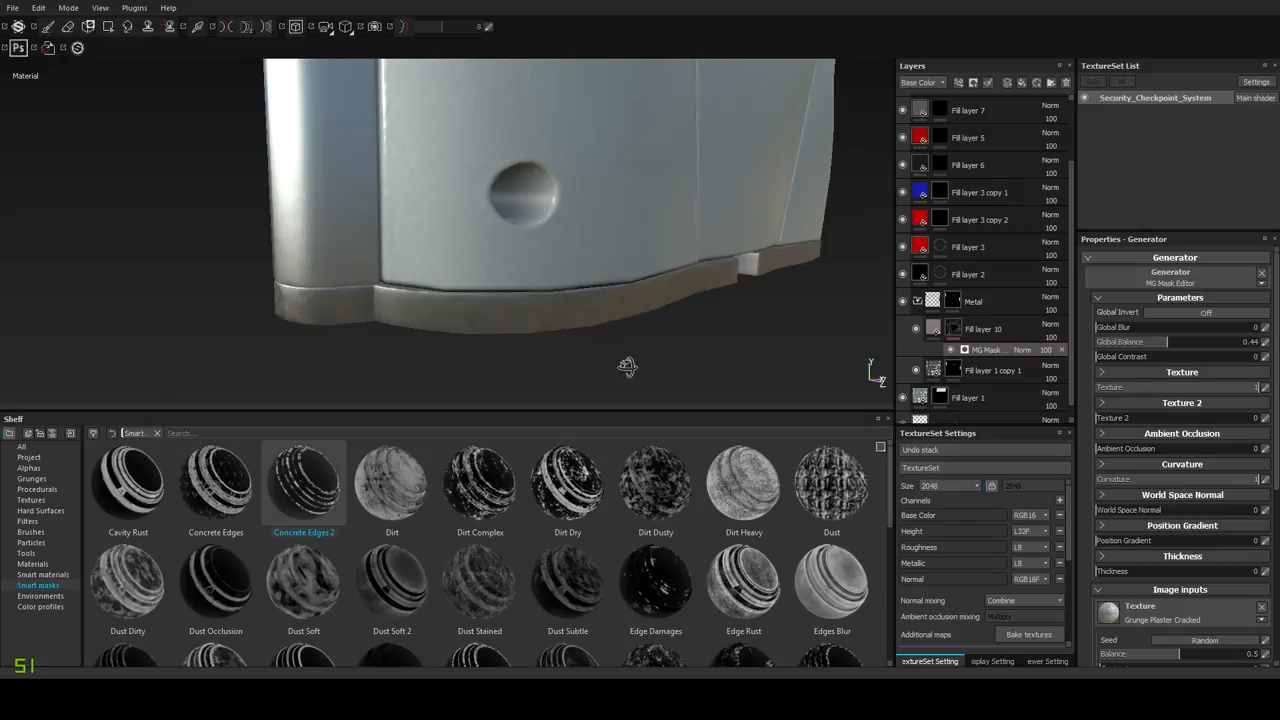 File Edit Mode View Plugins Help
8
Ps
Material
Y
Z
Layers
Base Color
Fill layer 7 Norm 100
Fill layer 5 Norm 100
Fill layer 6 Norm 100
Fill layer 3 copy 1 Norm 100
Fill layer 3 copy 2 Norm 100
Fill layer 3 Norm 100
Fill layer 2 Norm 100
Metal Norm 100
Fill layer 10 Norm 100
MG Mask ... Norm 100
Fill layer 1 copy 1 Norm 100
Fill layer 1 Norm 100
TextureSet List
Settings
Security_Checkpoint_System Main shader
Properties - Generator
Generator
Generator
MG Mask Editor
Parameters
Global Invert Off
Global Blur 0
Global Balance 0.44
Global Contrast 0
Texture
Texture 1
Texture 2
Texture 2 0
Ambient Occlusion
Ambient Occlusion 0
Curvature
Curvature 1
World Space Normal
World Space Normal 0
Position Gradient
Position Gradient 0
Thickness
Thickness 0
Image inputs
Texture
Grunge Plaster Cracked
Seed Random
Balance 0.5
TextureSet Settings
Undo stack
TextureSet
Size 2048 2048
Channels
Base Color RGB16
Height L32F
Roughness L8
Metallic L8
Normal RGB16F
Normal mixing Combine
Ambient occlusion mixing Multiply
Additional maps Bake textures
extureSet Setting isplay Setting ewer Setting
Shelf
Smart... Search...
All
Project
Alphas
Grunges
Procedurals
Textures
Hard Surfaces
Filters
Brushes
Particles
Tools
Materials
Smart materials
Smart masks
Environments
Color profiles
Cavity Rust Concrete Edges Concrete Edges 2 Dirt Dirt Complex Dirt Dry Dirt Dusty Dirt Heavy Dust
Dust Dirty Dust Occlusion Dust Soft Dust Soft 2 Dust Stained Dust Subtle Edge Damages Edge Rust Edges Blur
51